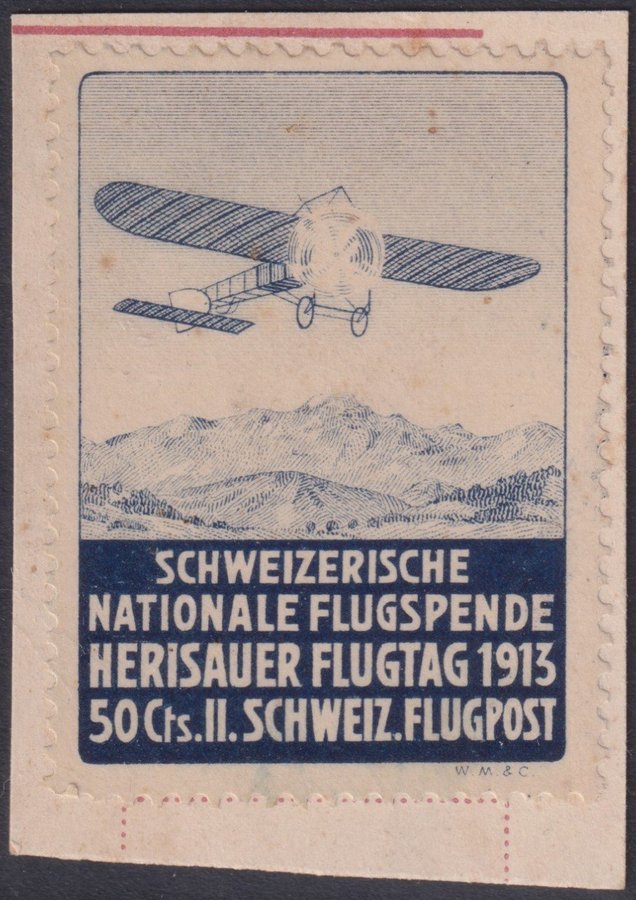 SCHWEIZERISCHE
NATIONALE FLUGSPENDE
HERISAUER FLUGTAG 1913
50 Cts. II. SCHWEIZ. FLUGPOST
W. M. & C.